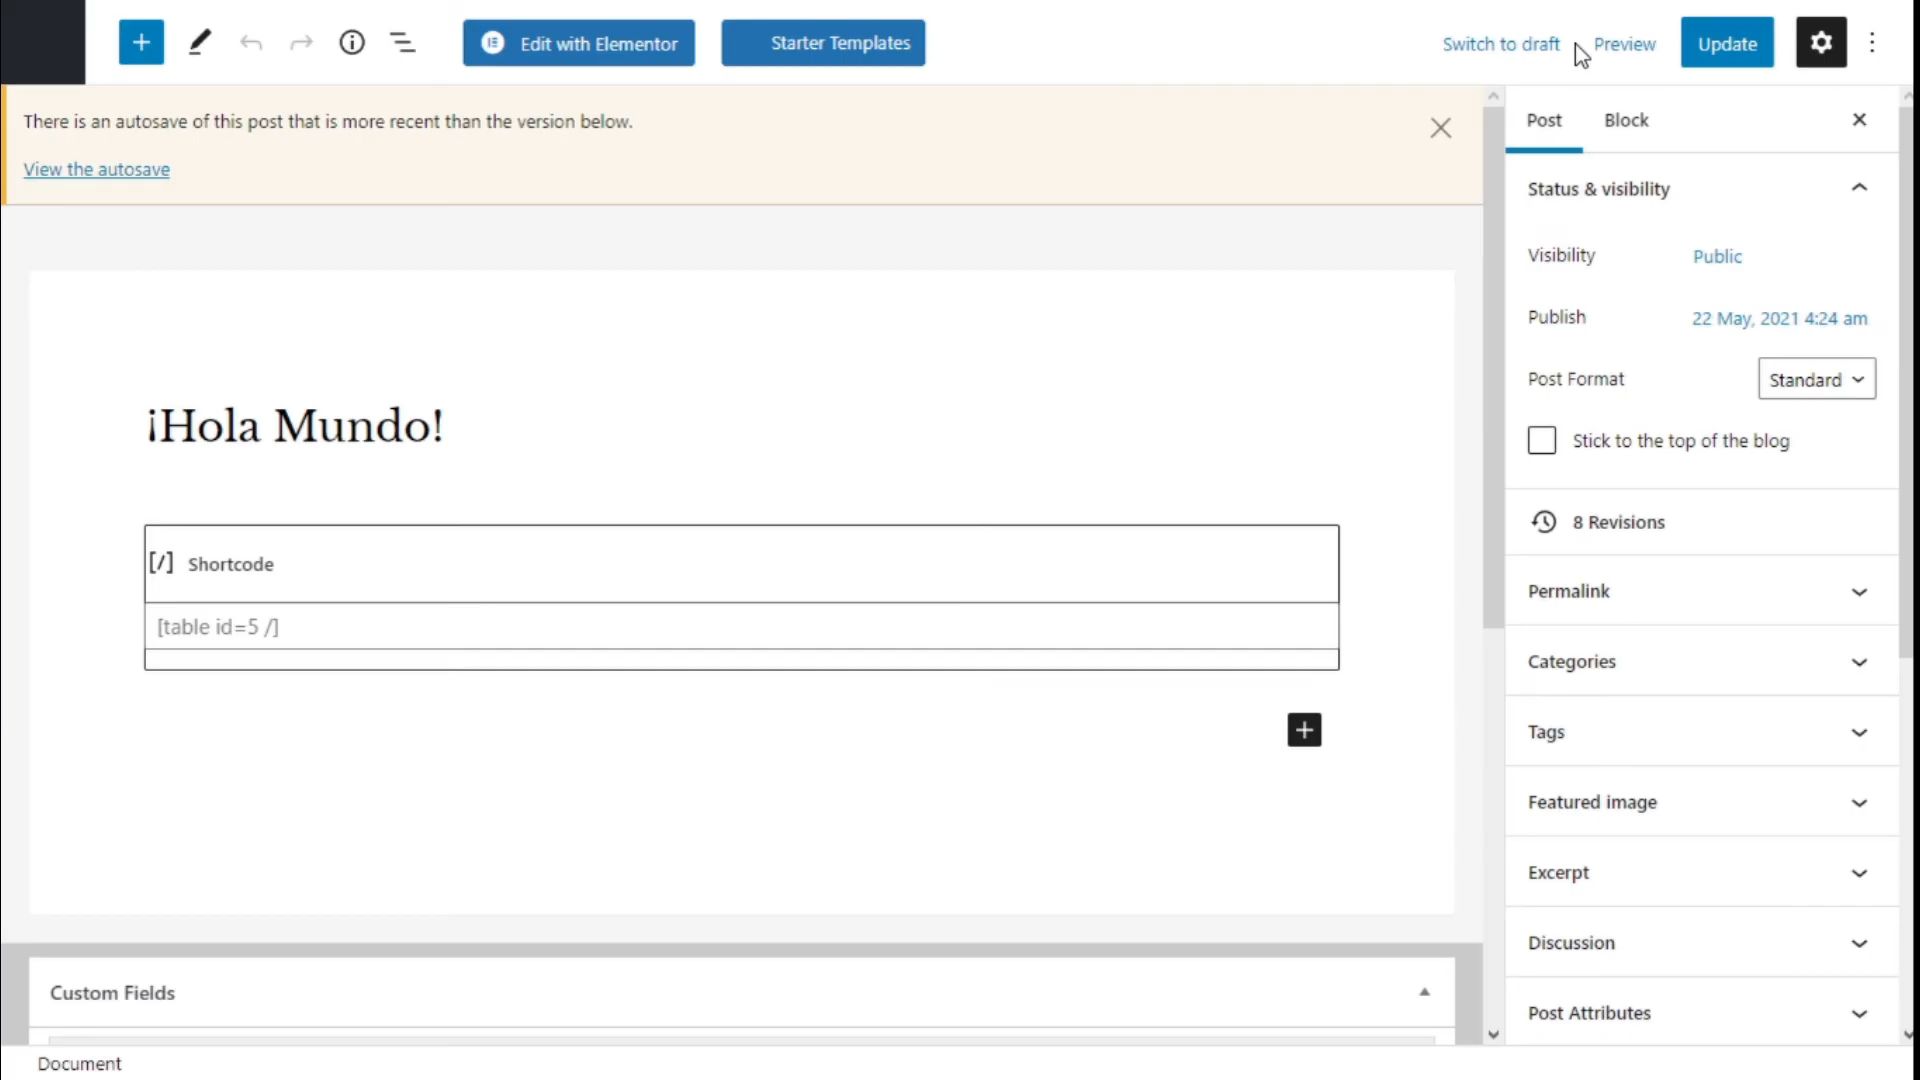 Edit with Elementor
Starter Templates
Switch to draft
Preview
Update
There is an autosave of this post that is more recent than the version below.
View the autosave
¡Hola Mundo!
[/] Shortcode
[table id=5 /]
Custom Fields
Document
Post
Block
Status & visibility
Visibility
Public
Publish
22 May, 2021 4:24 am
Post Format
Standard
Stick to the top of the blog
8 Revisions
Permalink
Categories
Tags
Featured image
Excerpt
Discussion
Post Attributes